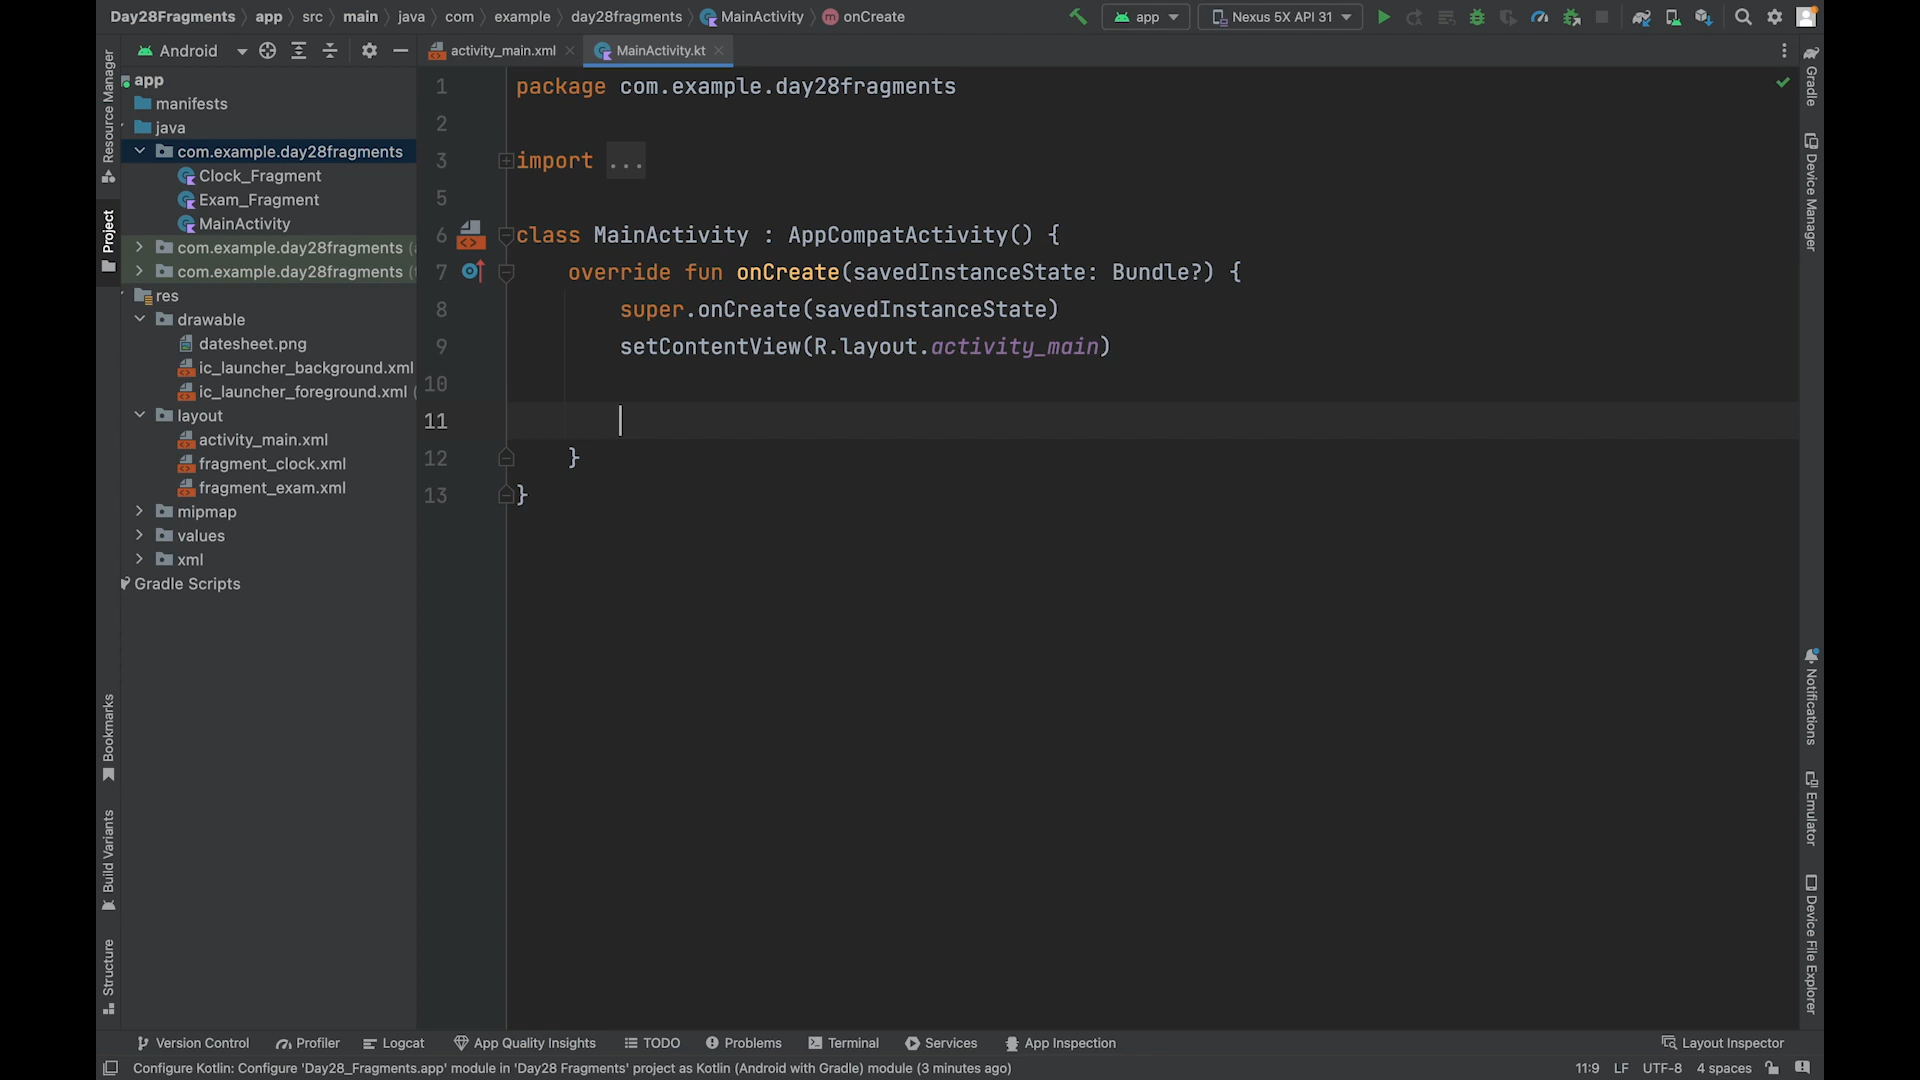 Day28Fragments app src main java com example day28fragments MainActivity onCreate app Nexus 5X API 31
Android activity_main.xml MainActivity.kt
app
manifests
java
com.example.day28fragments
Clock_Fragment
Exam_Fragment
MainActivity
com.example.day28fragments (
com.example.day28fragments (
res
drawable
datesheet.png
ic_launcher_background.xml
ic_launcher_foreground.xml (
layout
activity_main.xml
fragment_clock.xml
fragment_exam.xml
mipmap
values
xml
Gradle Scripts
Resource Manager
Project
Bookmarks
Build Variants
Structure
1 package com.example.day28fragments
2
3 import ...
5
6 class MainActivity : AppCompatActivity() {
7 override fun onCreate(savedInstanceState: Bundle?) {
8 super.onCreate(savedInstanceState)
9 setContentView(R.layout.activity_main)
10
11
12 }
13 }
Gradle
Device Manager
Notifications
Emulator
Device File Explorer
Version Control Profiler Logcat App Quality Insights TODO Problems Terminal Services App Inspection Layout Inspector
Configure Kotlin: Configure 'Day28_Fragments.app' module in 'Day28 Fragments' project as Kotlin (Android with Gradle) module (3 minutes ago) 11:9 LF UTF-8 4 spaces